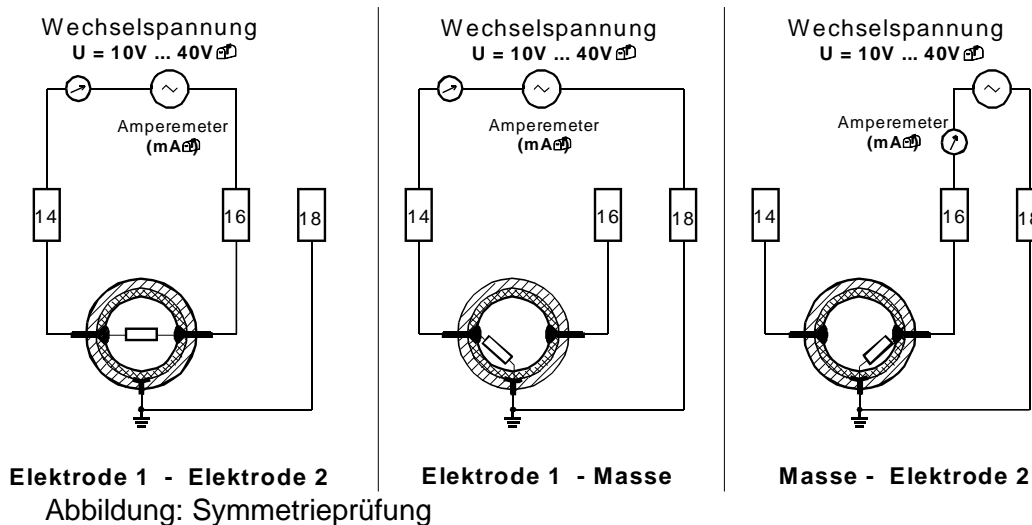 Wechselspannung
U = 10V ... 40V
Amperemeter
(mA)
14
16
18
Elektrode 1 - Elektrode 2
Wechselspannung
U = 10V ... 40V
Amperemeter
(mA)
14
16
18
Elektrode 1 - Masse
Wechselspannung
U = 10V ... 40V
Amperemeter
(mA)
14
16
Masse - Elektrode 2
Abbildung: Symmetrieprüfung